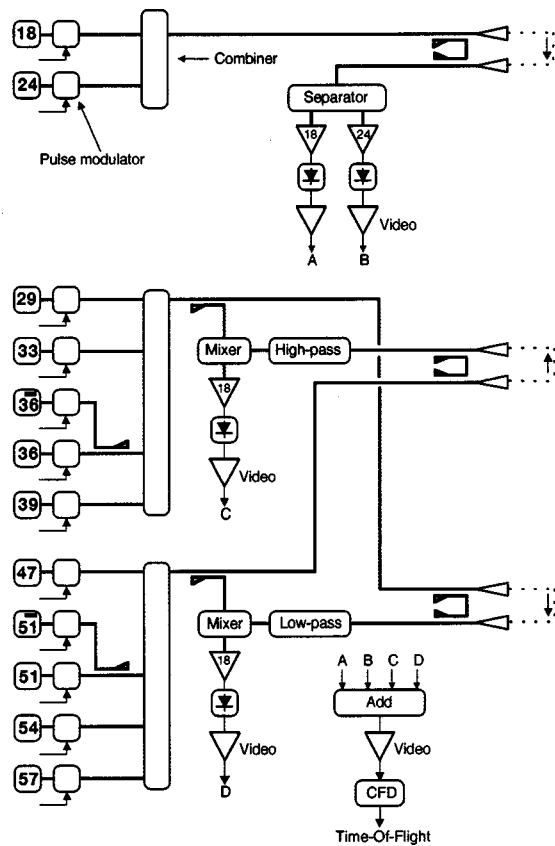 18
Combiner
24
Separator
Pulse modulator
18 24
Video
A B
29
33 Mixer High-pass
36
18
36
Video
39 C
47
51 Mixer Low-pass
51 18
A B C D
Add
54
Video Video
57 D
CFD
Time-Of-Flight